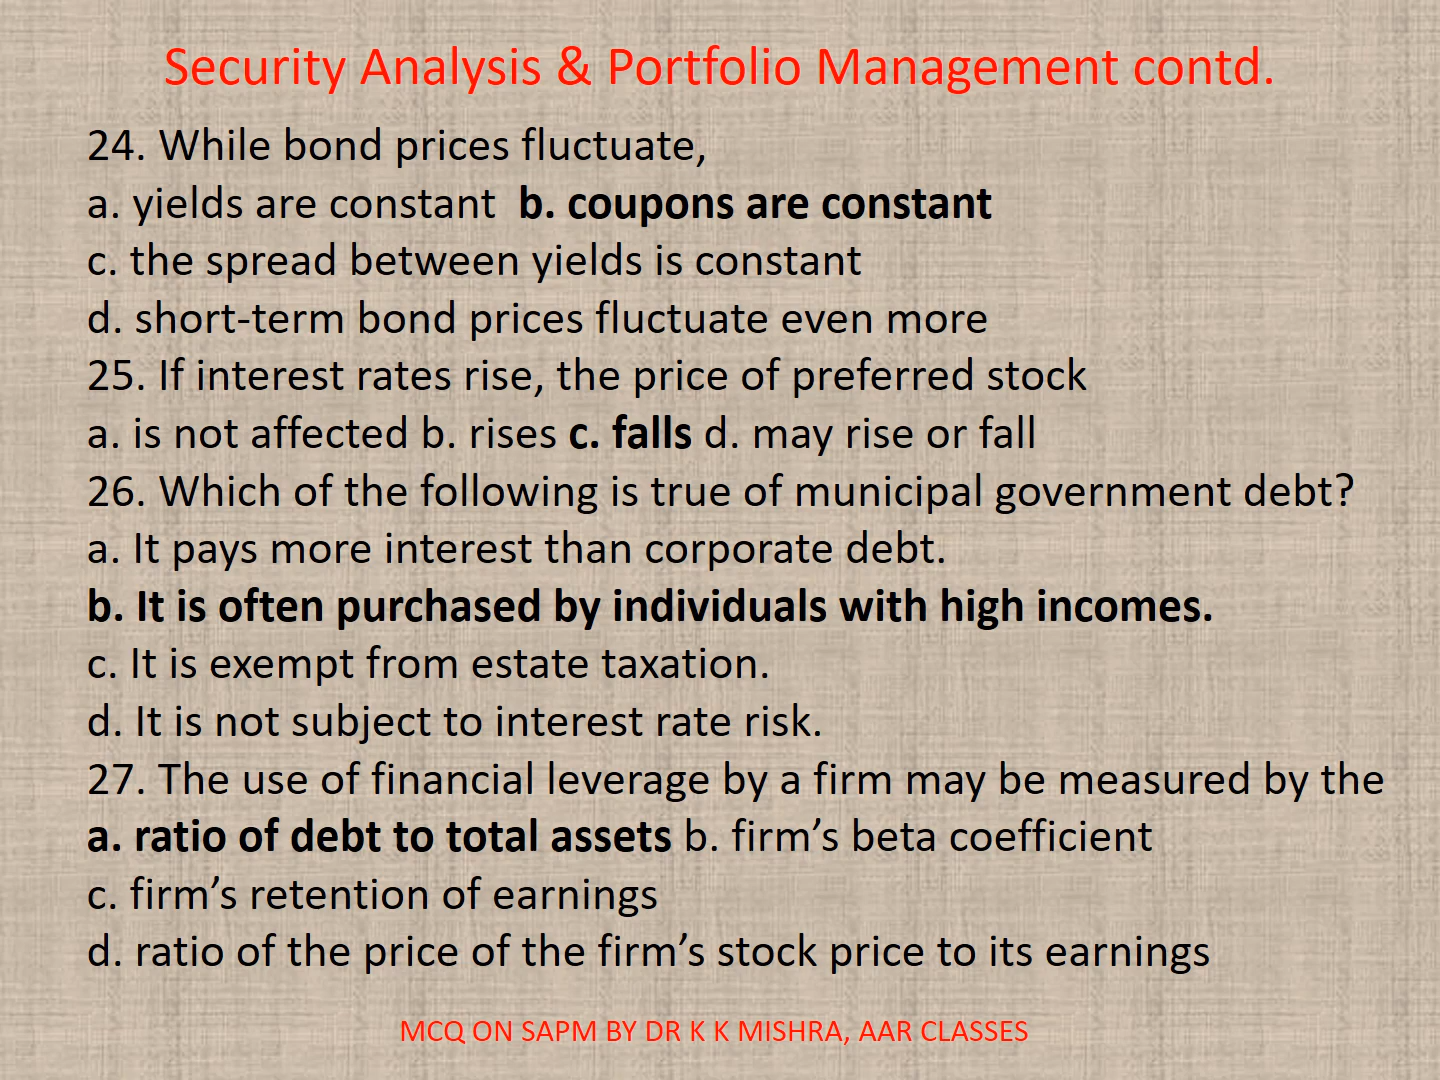 Security Analysis & Portfolio Management contd.
24. While bond prices fluctuate,
a. yields are constant  b. coupons are constant
c. the spread between yields is constant
d. short-term bond prices fluctuate even more
25. If interest rates rise, the price of preferred stock
a. is not affected b. rises c. falls d. may rise or fall
26. Which of the following is true of municipal government debt?
a. It pays more interest than corporate debt.
b. It is often purchased by individuals with high incomes.
c. It is exempt from estate taxation.
d. It is not subject to interest rate risk.
27. The use of financial leverage by a firm may be measured by the
a. ratio of debt to total assets b. firm’s beta coefficient
c. firm’s retention of earnings
d. ratio of the price of the firm’s stock price to its earnings
MCQ ON SAPM BY DR K K MISHRA, AAR CLASSES